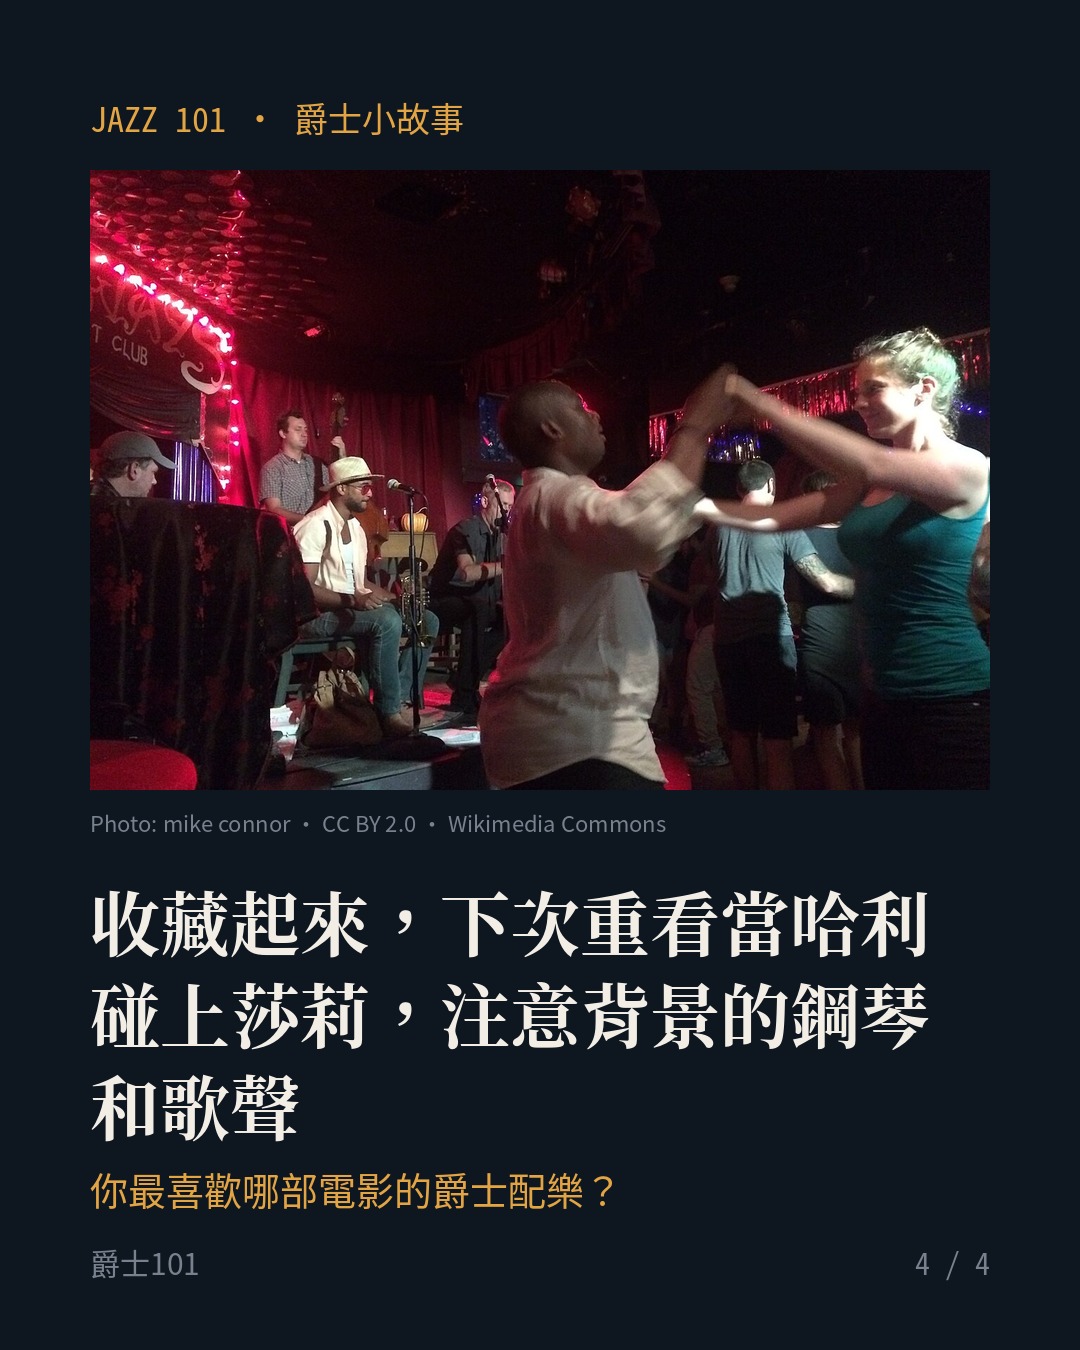 JAZZ 101 · 爵士小故事
T CLUB
Photo: mike connor · CC BY 2.0 · Wikimedia Commons
收藏起來，下次重看當哈利
碰上莎莉，注意背景的鋼琴
和歌聲
你最喜歡哪部電影的爵士配樂？
爵士101
4 / 4